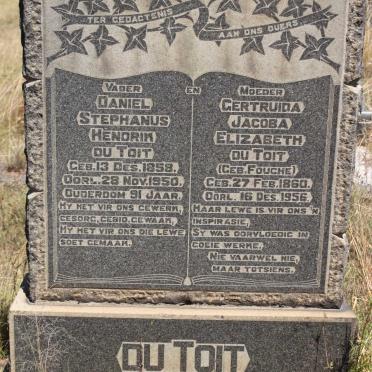 TER GEDACTENIS
AAN ONS OUERS
VADER EN MOEDER
DANIEL
STEPHANUS
HENDRIK
DU TOIT
GEB. 13 DES. 1859.
OORL. 28 NOV. 1950.
OUDERDOM 91 JAAR.
HY HET VIR ONS GEWERK,
GESORG, GEBID, GEWAAK,
HY HET VIR ONS DIE LEWE
SOET GEMAAK.
GERTRUIDA
JACOBA
ELIZABETH
DU TOIT
(GEB. FOUCHE)
GEB. 27 FEB. 1860.
OORL. 16 DES. 1956.
HAAR LEWE IS VIR ONS 'N
INSPIRASIE,
SY WAS OORVLOEDIG IN
GOEIE WERKE.
NIE VAARWEL NIE,
MAAR TOTSIENS.
DU TOIT